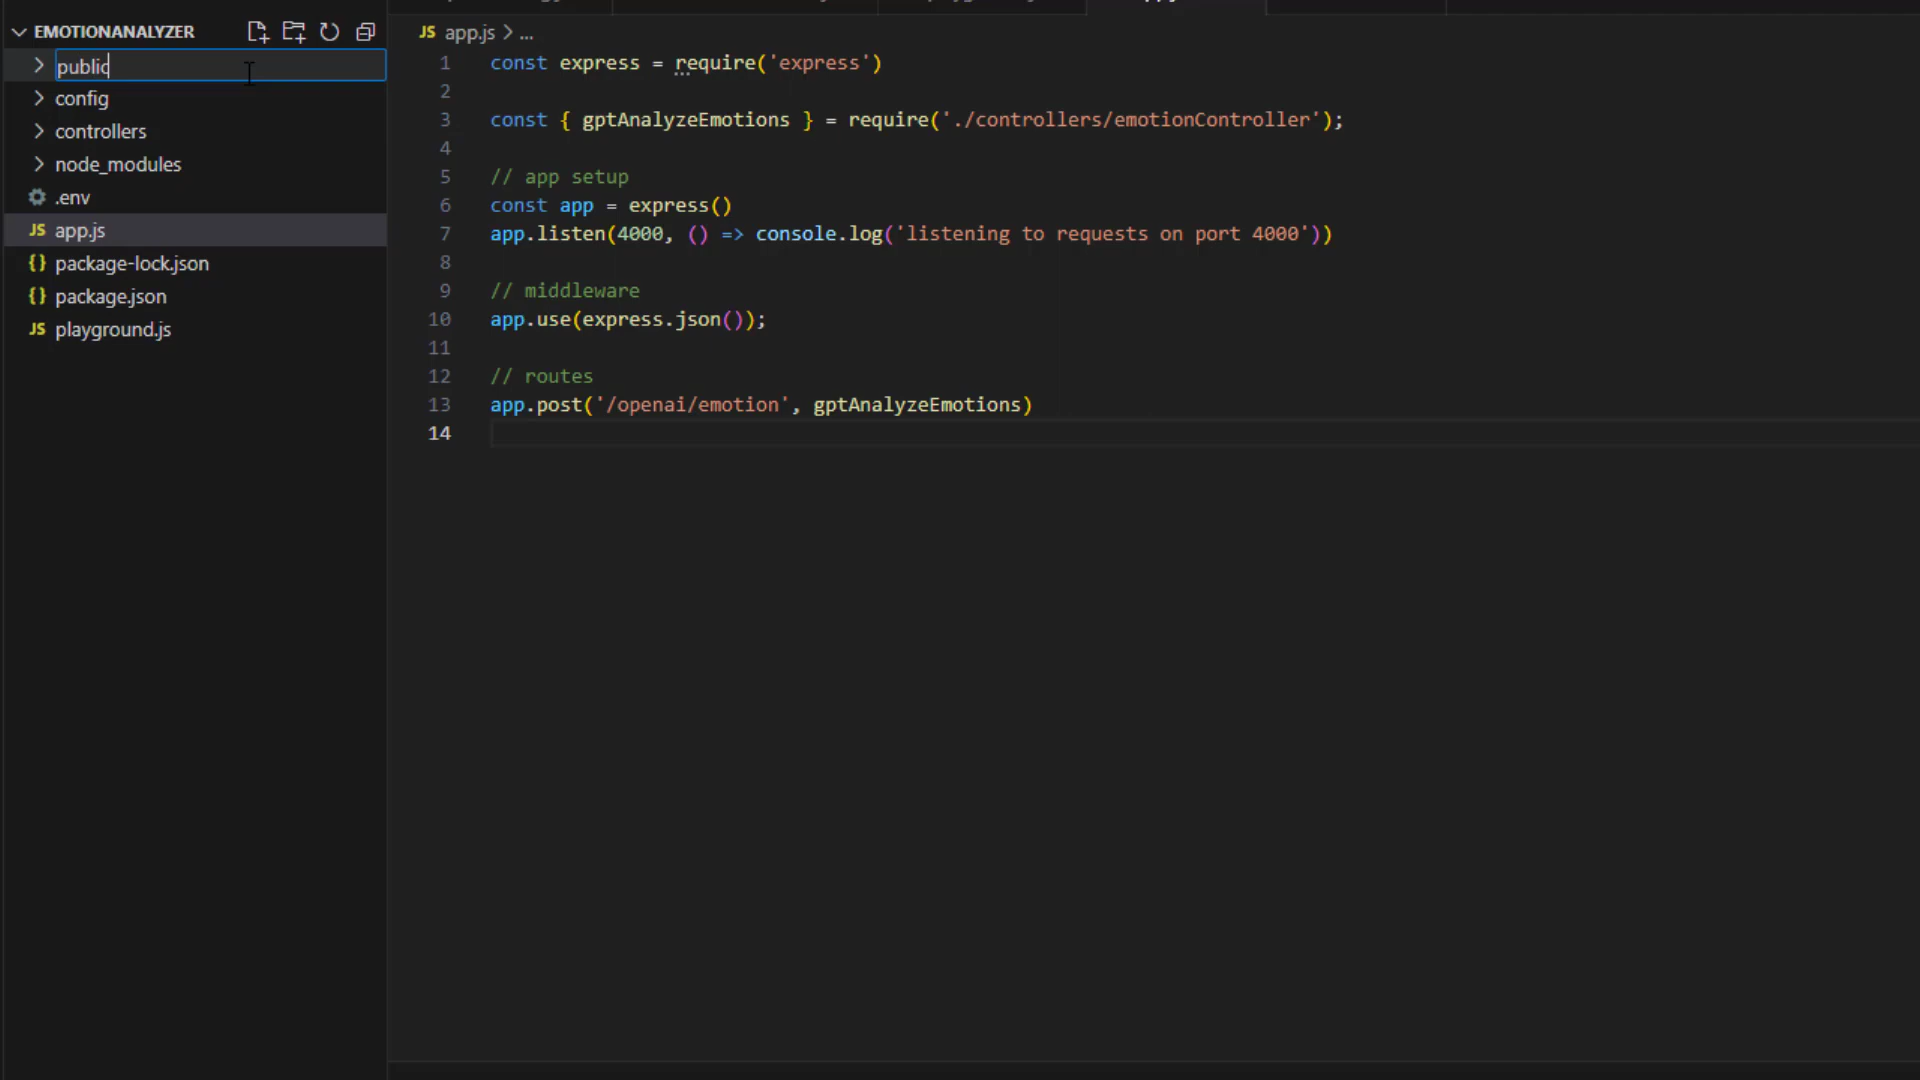 EMOTIONANALYZER
public
config
controllers
node_modules
.env
JS app.js
{} package-lock.json
{} package.json
JS playground.js
JS app.js > ...
1 const express = require('express')
2
3 const { gptAnalyzeEmotions } = require('./controllers/emotionController');
4
5 // app setup
6 const app = express()
7 app.listen(4000, () => console.log('listening to requests on port 4000'))
8
9 // middleware
10 app.use(express.json());
11
12 // routes
13 app.post('/openai/emotion', gptAnalyzeEmotions)
14